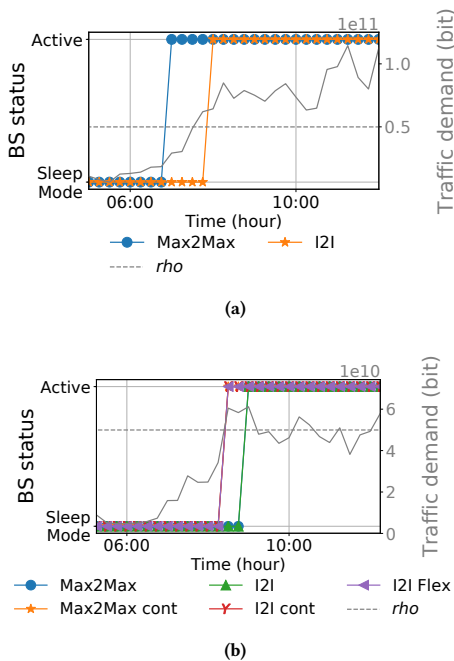 1e11
Active
1.0
0.5
Sleep
Mode
BS status
Traffic demand (bit)
06:00 10:00
Time (hour)
Max2Max I2I
rho
(a)
1e10
Active
6
4
2
0
Sleep
Mode
BS status
Traffic demand (bit)
06:00 10:00
Time (hour)
Max2Max I2I I2I Flex
Max2Max cont I2I cont rho
(b)